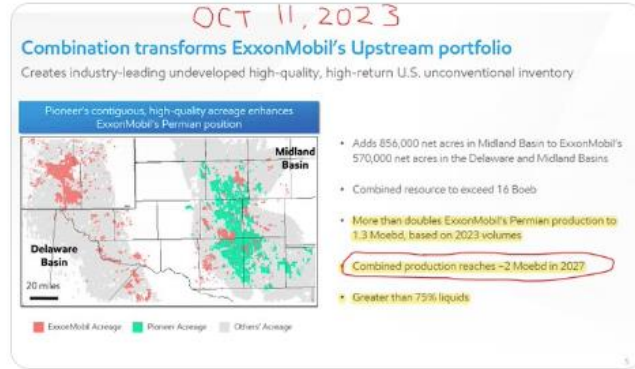 OCT 11, 2023
Combination transforms ExxonMobil's Upstream portfolio
Creates industry-leading undeveloped high-quality, high-return U.S. unconventional inventory
Pioneer's contiguous, high-quality acreage enhances
ExxonMobil's Permian position
Midland
Basin
Delaware
Basin
20 miles
ExxonMobil Acreage
Pioneer Acreage
Others' Acreage
• Adds 856,000 net acres in Midland Basin to ExxonMobil's
570,000 net acres in the Delaware and Midland Basins
• Combined resource to exceed 16 Boeb
• More than doubles ExxonMobil's Permian production to
1.3 Moebd, based on 2023 volumes
• Combined production reaches ~2 Moebd in 2027
• Greater than 75% liquids
5